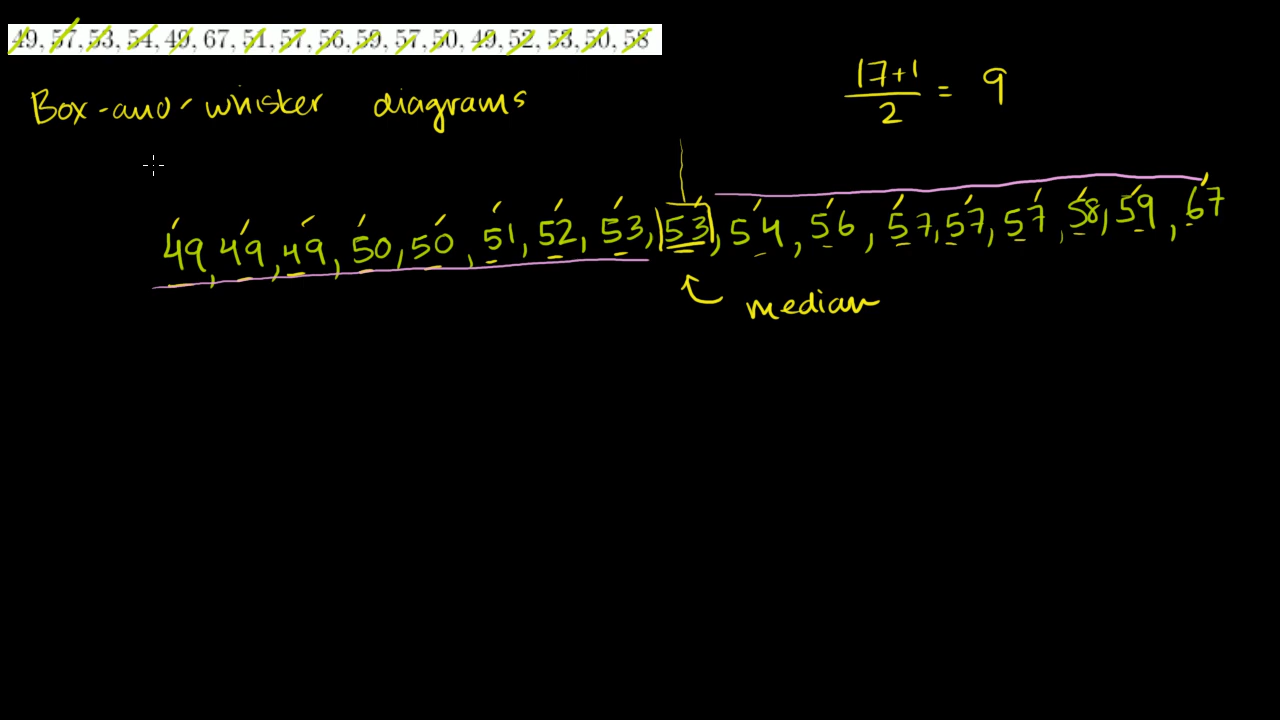 49, 57, 53, 54, 49, 67, 51, 57, 56, 59, 57, 50, 49, 52, 53, 50, 58
Box-and-whisker diagrams
17+1
2
= 9
49, 49, 49, 50, 50, 51, 52, 53, 53, 54, 56, 57, 57, 57, 58, 59, 67
median